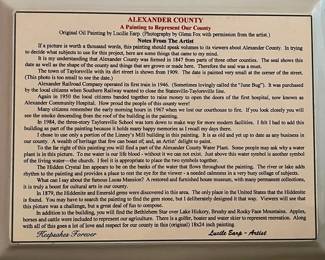 ALEXANDER COUNTY
A Painting to Represent Our County
Original Oil Painting by Lucille Earp. (Photography by Glenn Fox with permission from the artist.)
Notes From The Artist
If a picture is worth a thousand words, this painting should speak volumes to its viewers about Alexander County. In trying
to decide what subjects to use for this project, here are some things that came to my mind.
It is my understanding that Alexander County was formed in 1847 from parts of three other counties. The seal shows this
date as well as the shape of the county and things that are grown or made here. Therefore the seal was a must.
The town of Taylorsville with its dirt street is shown from 1909. The date is painted very small at the corner of the street.
(This photo is too small to see the date.)
Alexander Railroad Company operated its first train in 1946. (Sometimes lovingly called the "June Bug"). It was purchased
by the local citizens when Southern Railway wanted to close the Statesville-Taylorsville line.
Again in 1950 the local citizens banded together to raise money to open the doors of the first hospital, now known as
Alexander Community Hospital. How proud the people of this county were!
Many citizens remember the early morning hours in 1967 when we lost our courthouse to fire. If you look closely you will
see the smoke descending from the roof of the building in the painting.
In 1984, the three-story Taylorsville School was torn down to make way for more modern facilities. I felt I had to add this
building as part of the painting because it holds many happy memories as I recall my days there.
I chose to use only a portion of the Linney's Mill building in this painting. It is an old and yet up to date as any business in
our county. A wealth of heritage that few can boast of, and, an Artist' delight to paint.
To the right of the mill you will find a part of the Alexander County Water Plant. Some people may ask why a water
plant is in this picture. County water, think about - without it we can not survive. Just above this water symbol is another symbol
of the living water - the church. I feel it is appropriate to place the two symbols together.
The Hidden Crystal Inn appears to be on the banks of the water that flows throughout the painting. The river or lake adds
rhythm to the painting and provides a place to rest the eye for the viewer - a needed calmness in a very busy collage of subjects.
What can I say about the famous Lucas Mansion? A restored and furnished house museum, with many permanent collections,
it is truly a boost for cultural arts in our county.
In 1879, the Hiddenite and Emerald gems were discovered in this area. The only place in the United States that the Hiddenite
is found. You may have to search the painting to find the gem stone, but I deliberately designed it that way. Viewers will see that
this picture was a challenge, but a great deal of fun to compose.
In addition to the building, you will find the Bethlehem Star over Lake Hickory, Brushy and Rocky Face Mountains. Apples,
horses and cattle were included to represent our agriculture. There is a golfer, boater and water skier to represent recreation. Along
with all of this goes a lot of love and respect for our county in this (original) 18x24 inch painting.
Keepsakes Forever
Lucille Earp - Artist